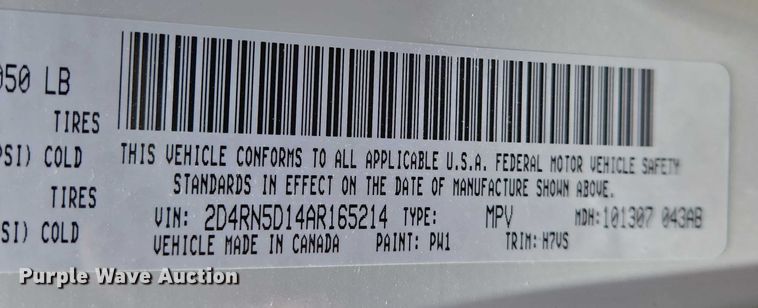 050 LB
TIRES
PSI) COLD
TIRES
SI) COLD
THIS VEHICLE CONFORMS TO ALL APPLICABLE U.S.A. FEDERAL MOTOR VEHICLE SAFETY
STANDARDS IN EFFECT ON THE DATE OF MANUFACTURE SHOWN ABOVE.
VIN: 2D4RN5D14AR165214 TYPE: MPV MDH:101307 043AB
VEHICLE MADE IN CANADA PAINT: PW1 TRIM: H7VS
Purple Wave Auction